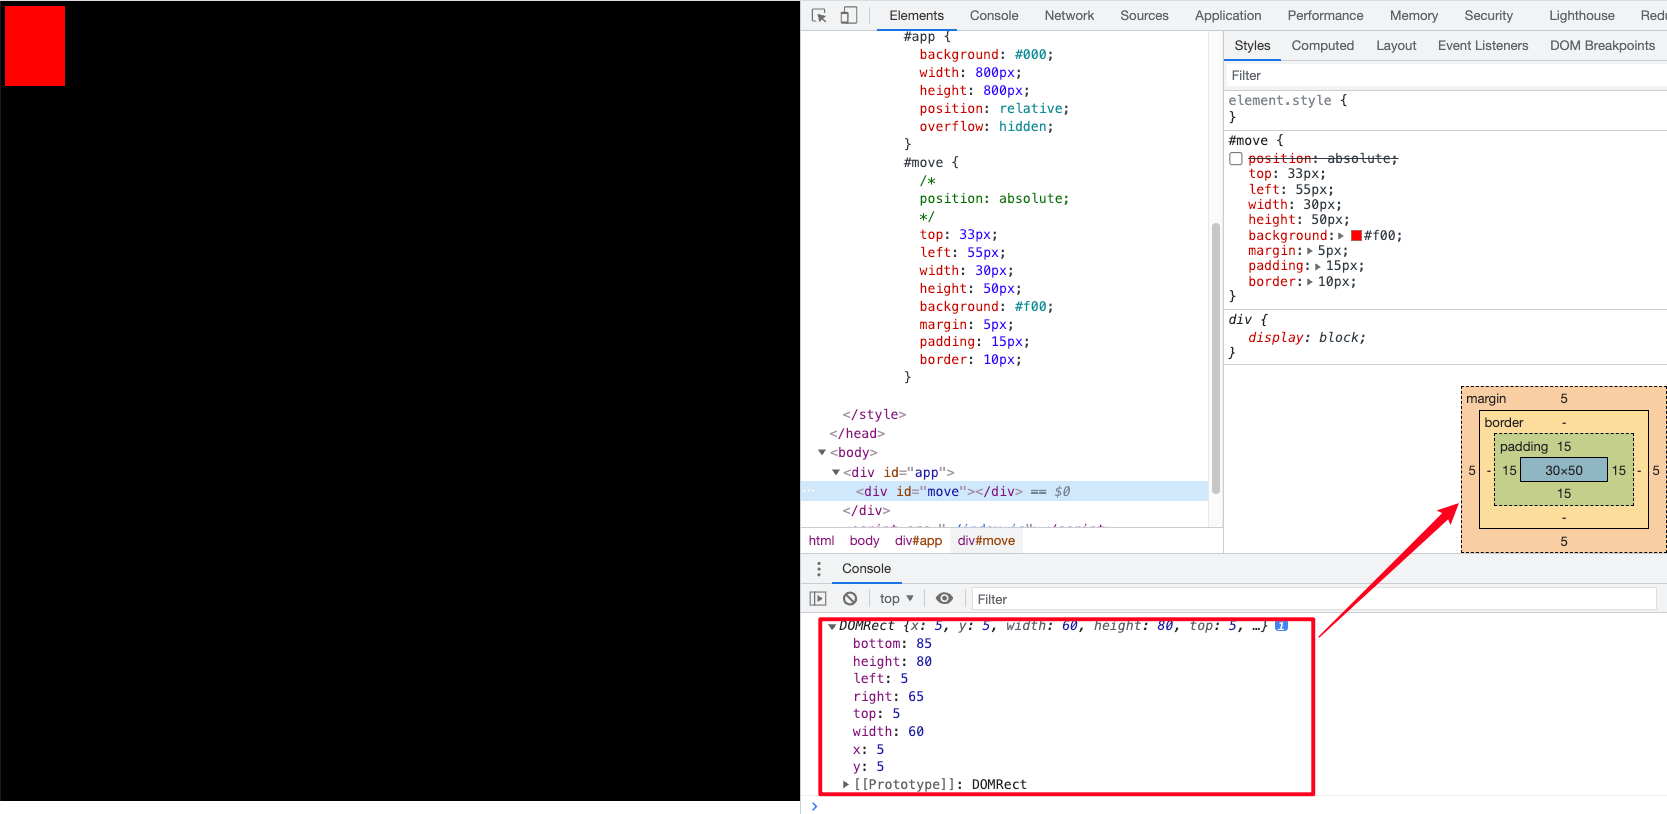 Elements Console Network Sources Application Performance Memory Security Lighthouse
#app {
background: #000;
width: 800px;
height: 800px;
position: relative;
overflow: hidden;
}
#move {
/*
position: absolute;
*/
top: 33px;
left: 55px;
width: 30px;
height: 50px;
background: #f00;
margin: 5px;
padding: 15px;
border: 10px;
}
</style>
</head>
▼<body>
▼<div id="app">
<div id="move"></div> == $0
</div>
html body div#app div#move
Styles Computed Layout Event Listeners DOM Breakpoints
Filter
element.style {
}
#move {
position: absolute;
top: 33px;
left: 55px;
width: 30px;
height: 50px;
background:▶ #f00;
margin:▶ 5px;
padding:▶ 15px;
border:▶ 10px;
}
div {
display: block;
}
margin 5
border -
padding 15
5 - 15 30×50 15 - 5
15
-
5
Console
top ▼ Filter
▼DOMRect {x: 5, y: 5, width: 60, height: 80, top: 5, …} i
bottom: 85
height: 80
left: 5
right: 65
top: 5
width: 60
x: 5
y: 5
▶[[Prototype]]: DOMRect
>